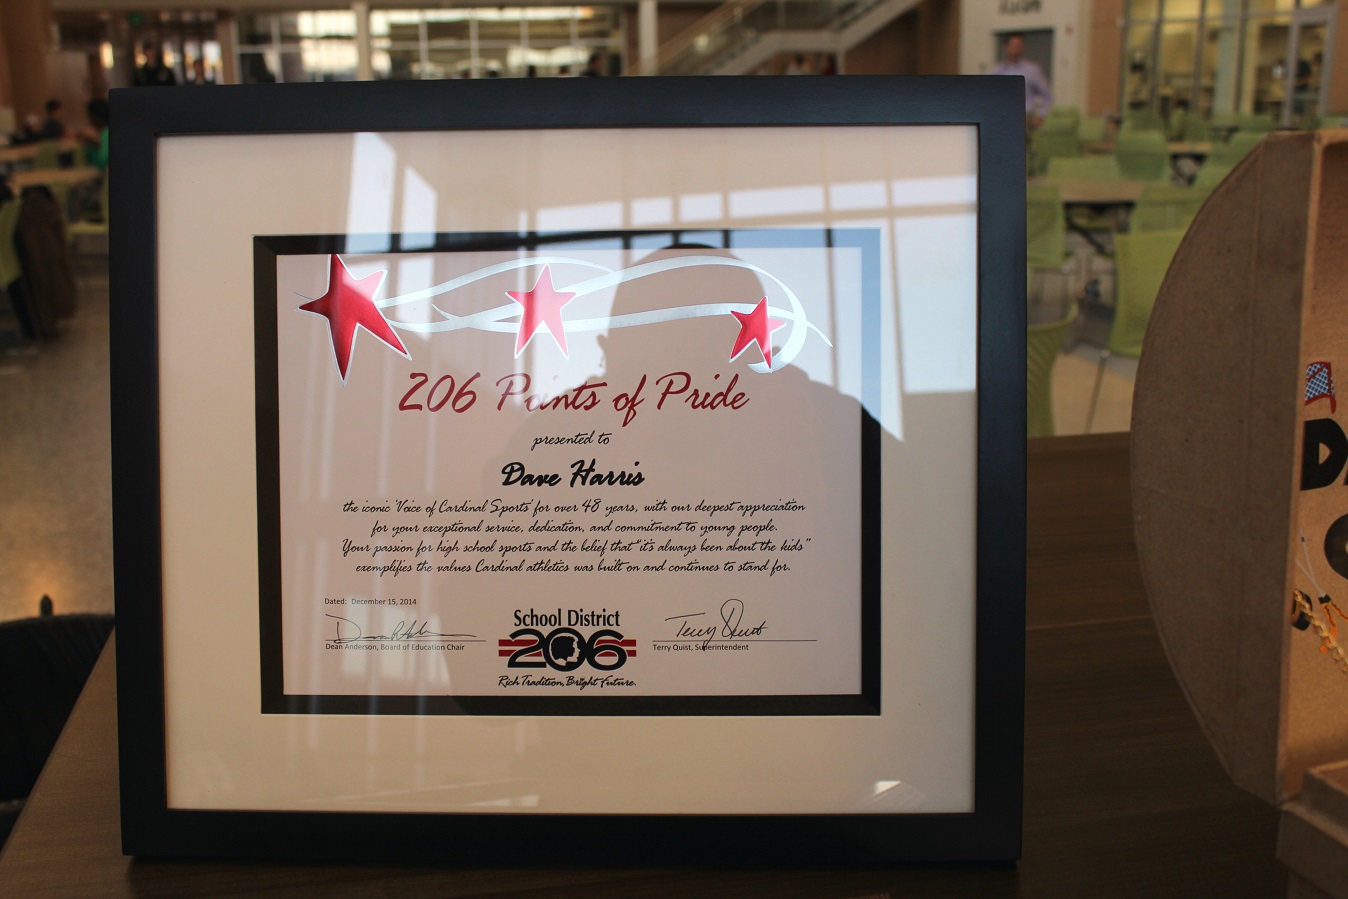 206 Points of Pride
presented to
Dave Harris
the iconic 'Voice of Cardinal Sports' for over 48 years, with our deepest appreciation
for your exceptional service, dedication, and commitment to young people.
Your passion for high school sports and the belief that "it's always been about the kids"
exemplifies the values Cardinal athletics was built on and continues to stand for.
Dated: December 15, 2014
Dean Anderson, Board of Education Chair
School District
206
Rich Tradition, Bright Future.
Terry Quist
Terry Quist, Superintendent